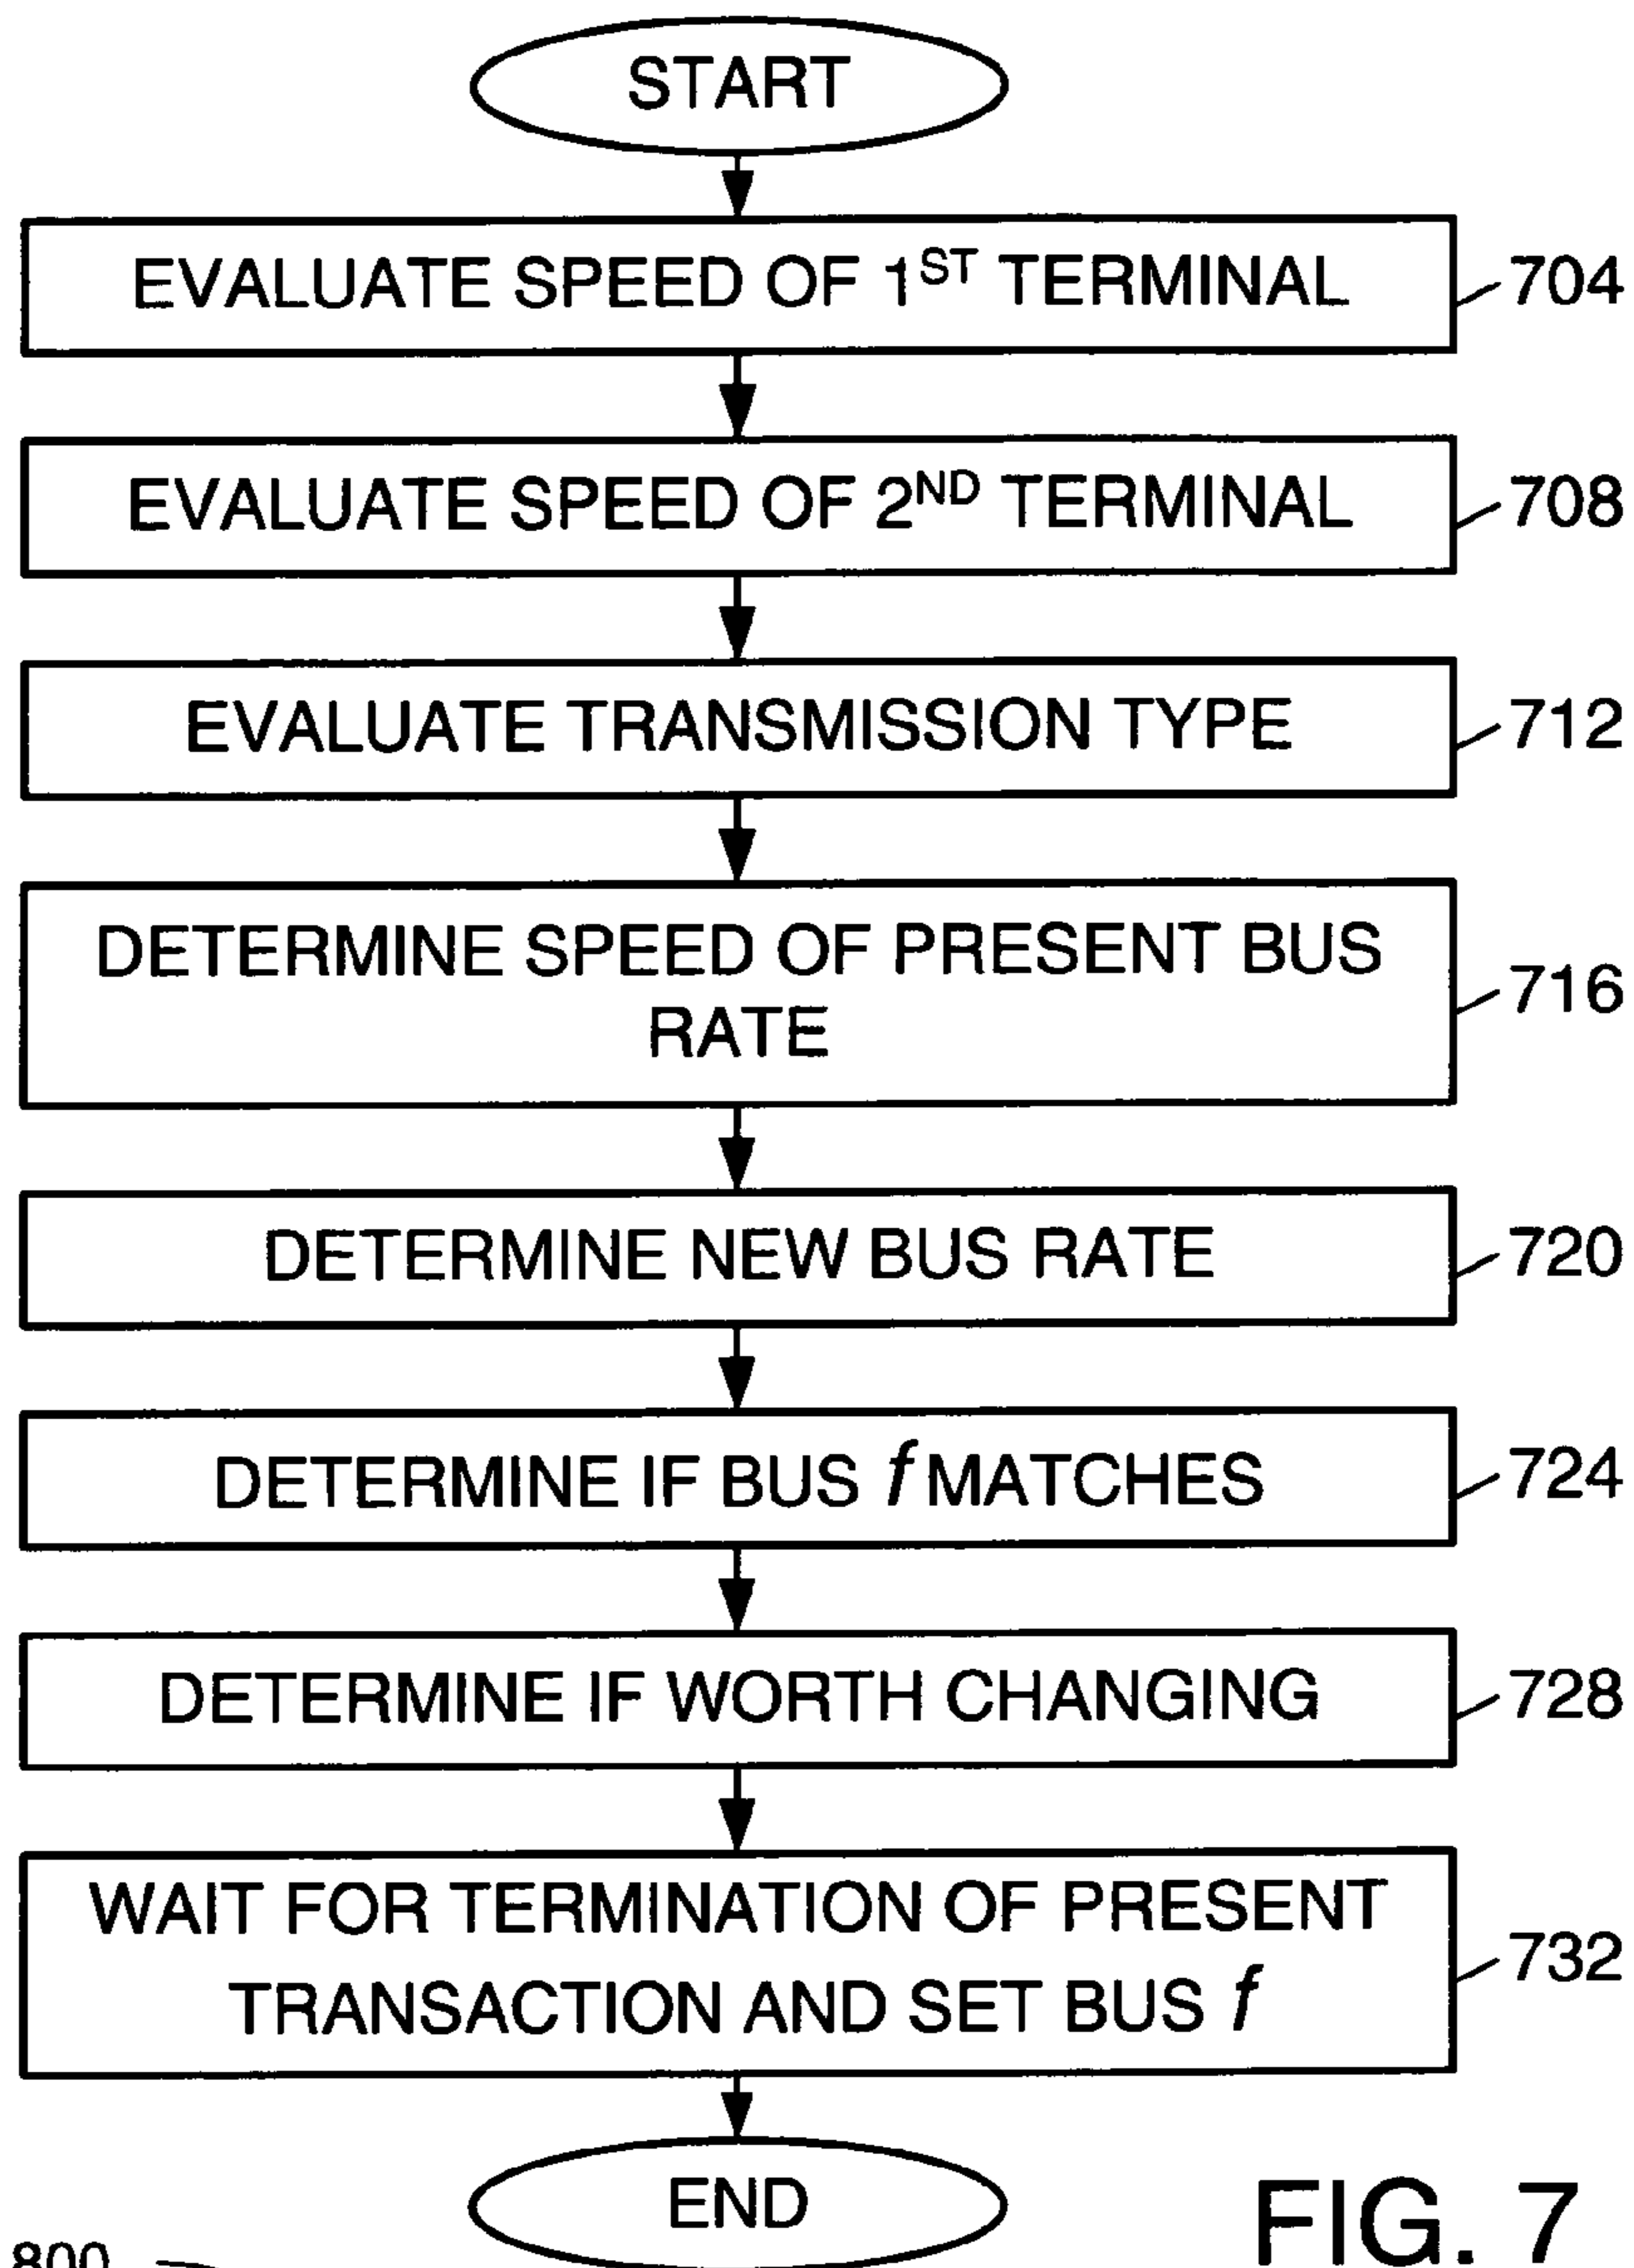 START
EVALUATE SPEED OF 1ST TERMINAL
704
EVALUATE SPEED OF 2ND TERMINAL
708
EVALUATE TRANSMISSION TYPE
712
DETERMINE SPEED OF PRESENT BUS
RATE
716
DETERMINE NEW BUS RATE
720
DETERMINE IF BUS f MATCHES
724
DETERMINE IF WORTH CHANGING
728
WAIT FOR TERMINATION OF PRESENT
TRANSACTION AND SET BUS f
732
END
FIG. 7
800